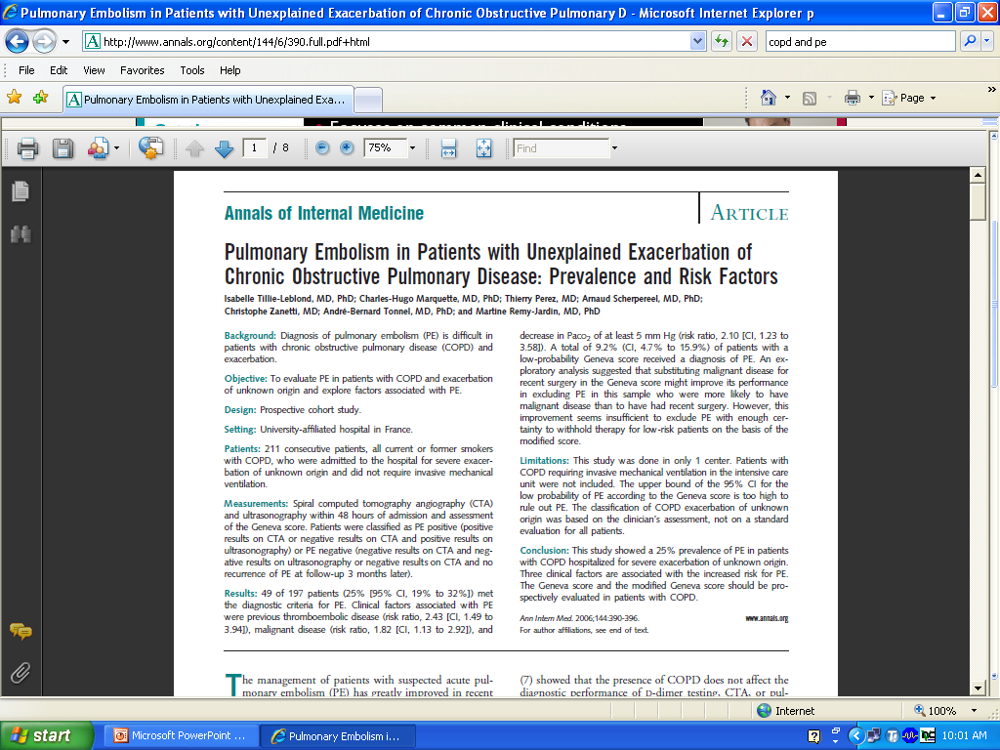 Pulmonary Embolism in Patients with Unexplained Exacerbation of Chronic Obstructive Pulmonary D - Microsoft Internet Explorer p
http://www.annals.org/content/144/6/390.full.pdf+html
copd and pe
File Edit View Favorites Tools Help
Pulmonary Embolism in Patients with Unexplained Exa...
Page
1 / 8 75% Find
Annals of Internal Medicine
ARTICLE
Pulmonary Embolism in Patients with Unexplained Exacerbation of
Chronic Obstructive Pulmonary Disease: Prevalence and Risk Factors
Isabelle Tillie-Leblond, MD, PhD; Charles-Hugo Marquette, MD, PhD; Thierry Perez, MD; Arnaud Scherpereel, MD, PhD;
Christophe Zanetti, MD; André-Bernard Tonnel, MD, PhD; and Martine Remy-Jardin, MD, PhD
Background: Diagnosis of pulmonary embolism (PE) is difficult in
patients with chronic obstructive pulmonary disease (COPD) and
exacerbation.
Objective: To evaluate PE in patients with COPD and exacerbation
of unknown origin and explore factors associated with PE.
Design: Prospective cohort study.
Setting: University-affiliated hospital in France.
Patients: 211 consecutive patients, all current or former smokers
with COPD, who were admitted to the hospital for severe exacer-
bation of unknown origin and did not require invasive mechanical
ventilation.
Measurements: Spiral computed tomography angiography (CTA)
and ultrasonography within 48 hours of admission and assessment
of the Geneva score. Patients were classified as PE positive (positive
results on CTA or negative results on CTA and positive results on
ultrasonography) or PE negative (negative results on CTA and neg-
ative results on ultrasonography or negative results on CTA and no
recurrence of PE at follow-up 3 months later).
Results: 49 of 197 patients (25% [95% CI, 19% to 32%]) met
the diagnostic criteria for PE. Clinical factors associated with PE
were previous thromboembolic disease (risk ratio, 2.43 [CI, 1.49 to
3.94]), malignant disease (risk ratio, 1.82 [CI, 1.13 to 2.92]), and
decrease in PaCO2 of at least 5 mm Hg (risk ratio, 2.10 [CI, 1.23 to
3.58]). A total of 9.2% (CI, 4.7% to 15.9%) of patients with a
low-probability Geneva score received a diagnosis of PE. An ex-
ploratory analysis suggested that substituting malignant disease for
recent surgery in the Geneva score might improve its performance
in excluding PE in this sample who were more likely to have
malignant disease than to have had recent surgery. However, this
improvement seems insufficient to exclude PE with enough cer-
tainty to withhold therapy for low-risk patients on the basis of the
modified score.
Limitations: This study was done in only 1 center. Patients with
COPD requiring invasive mechanical ventilation in the intensive care
unit were not included. The upper bound of the 95% CI for the
low probability of PE according to the Geneva score is too high to
rule out PE. The classification of COPD exacerbation of unknown
origin was based on the clinician's assessment, not on a standard
evaluation for all patients.
Conclusion: This study showed a 25% prevalence of PE in patients
with COPD hospitalized for severe exacerbation of unknown origin.
Three clinical factors are associated with the increased risk for PE.
The Geneva score and the modified Geneva score should be pro-
spectively evaluated in patients with COPD.
Ann Intern Med. 2006;144:390-396.
www.annals.org
For author affiliations, see end of text.
The management of patients with suspected acute pul-
monary embolism (PE) has greatly improved in recent
(7) showed that the presence of COPD does not affect the
diagnostic performance of D-dimer testing, CTA, or pul-
Internet 100%
start Microsoft PowerPoint ... Pulmonary Embolism i... 10:01 AM